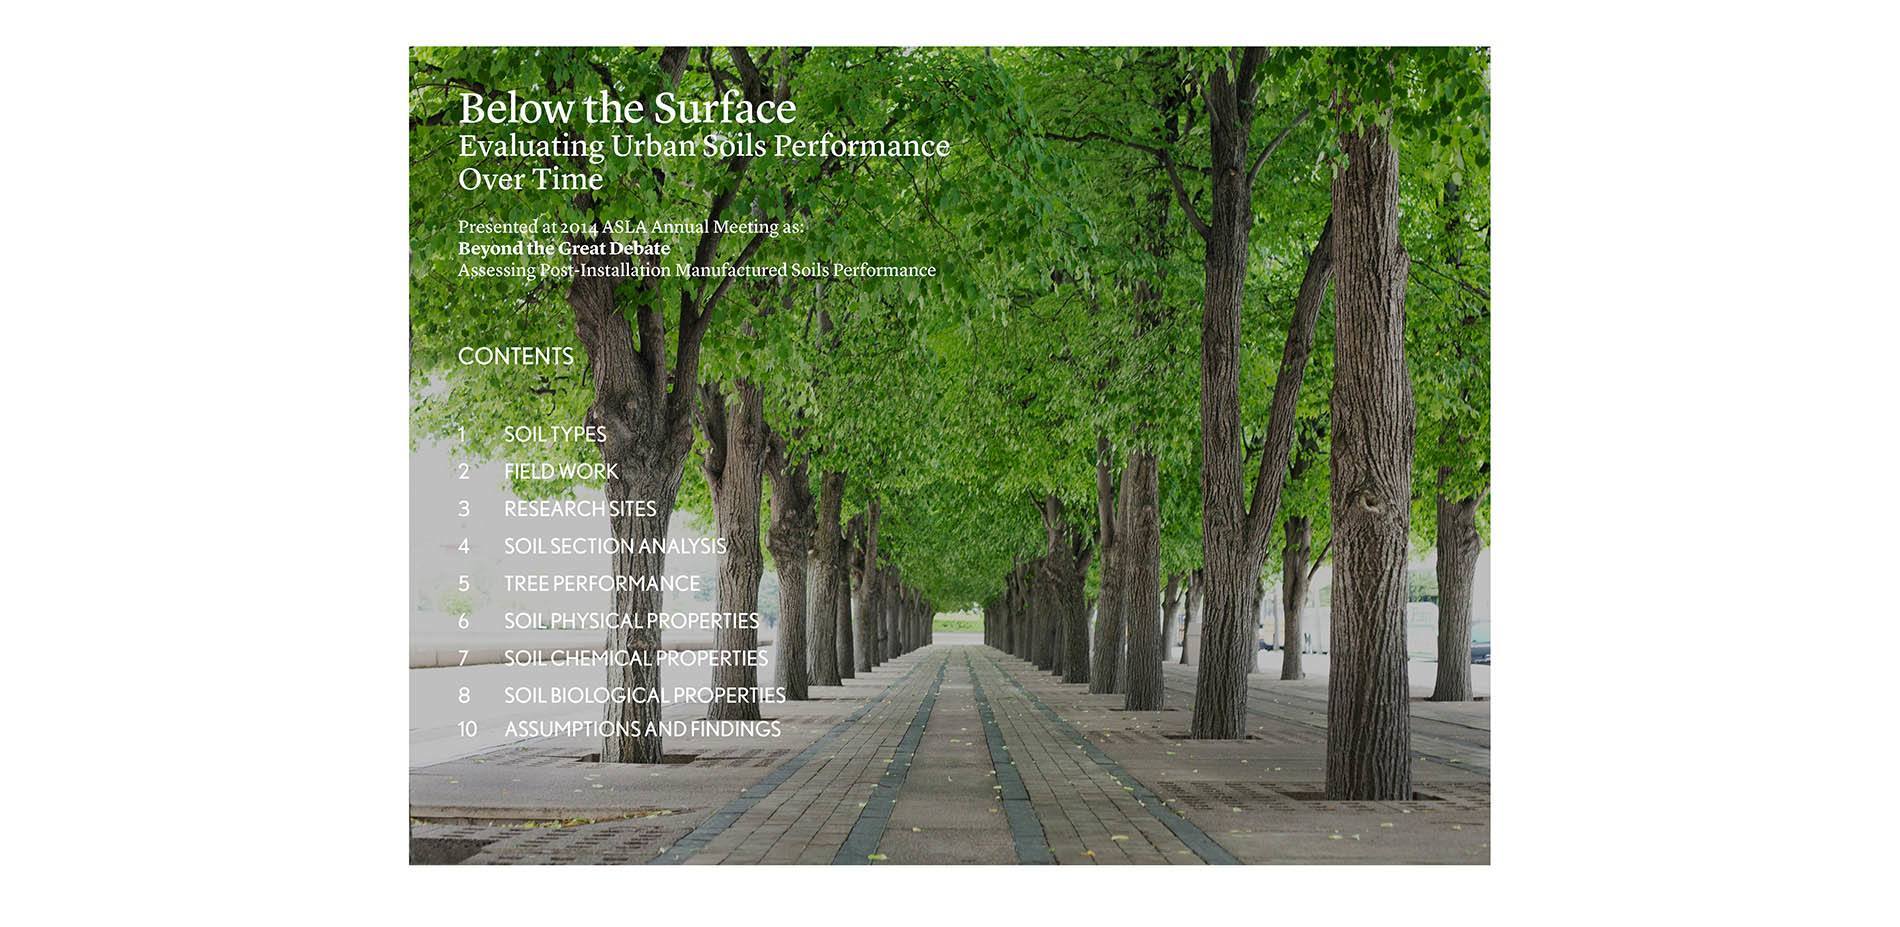 Below the Surface
Evaluating Urban Soils Performance
Over Time
Presented at 2014 ASLA Annual Meeting as:
Beyond the Great Debate
Assessing Post-Installation Manufactured Soils Performance
CONTENTS
1 SOIL TYPES
2 FIELD WORK
3 RESEARCH SITES
4 SOIL SECTION ANALYSIS
5 TREE PERFORMANCE
6 SOIL PHYSICAL PROPERTIES
7 SOIL CHEMICAL PROPERTIES
8 SOIL BIOLOGICAL PROPERTIES
10 ASSUMPTIONS AND FINDINGS